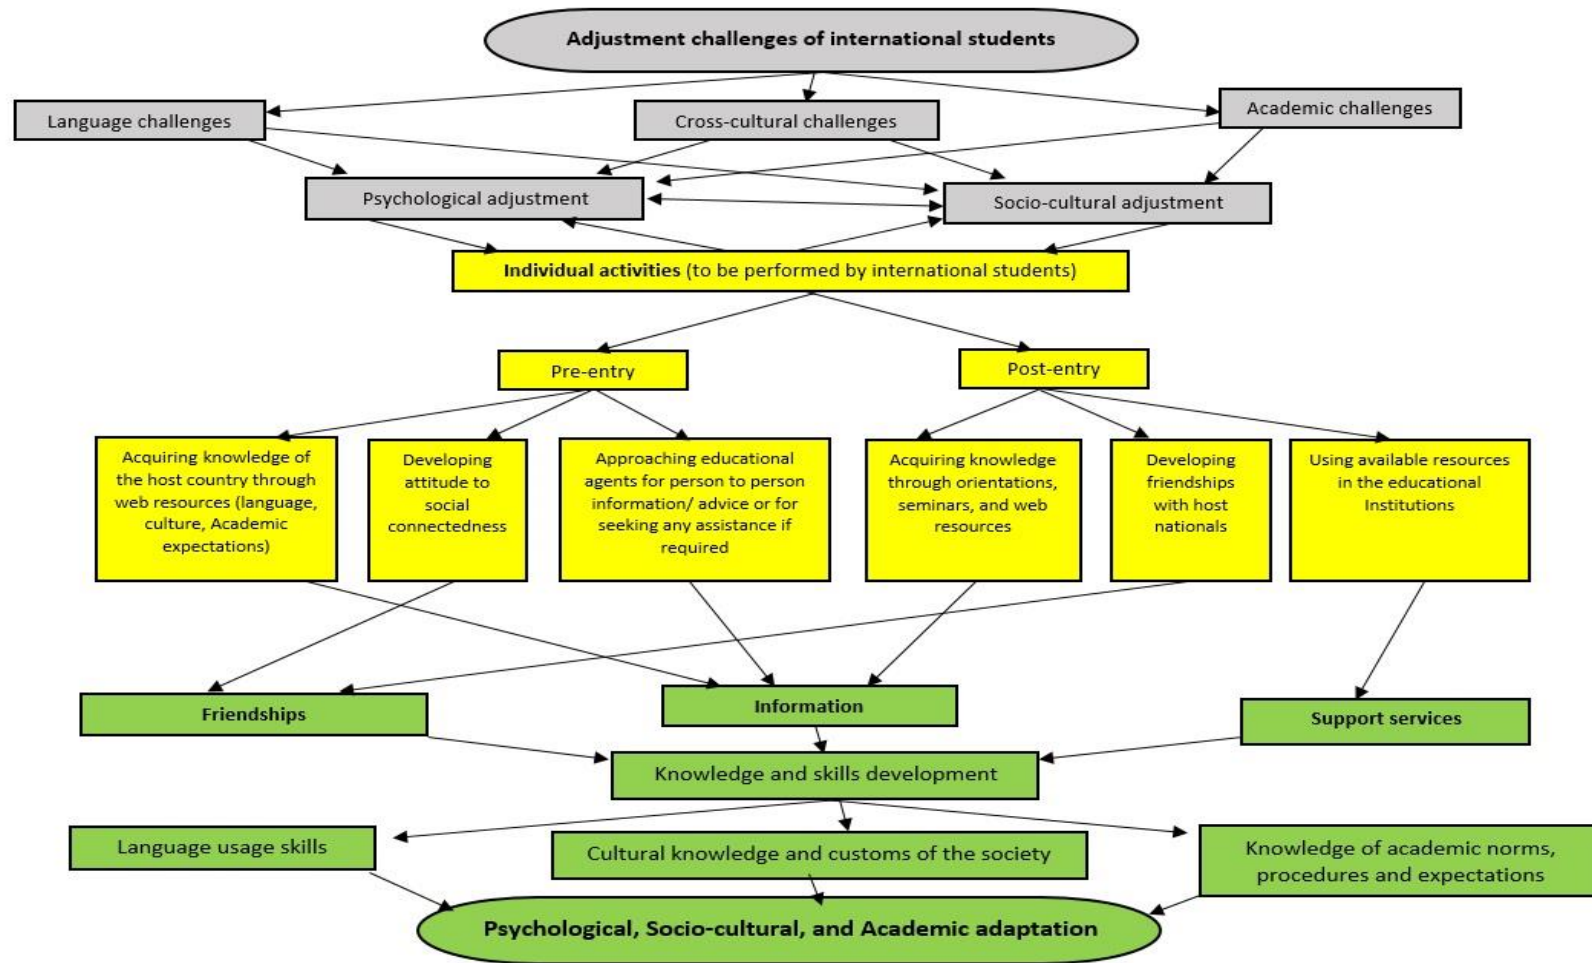 Adjustment challenges of international students
Language challenges
Cross-cultural challenges
Academic challenges
Psychological adjustment
Socio-cultural adjustment
Individual activities (to be performed by international students)
Pre-entry
Post-entry
Acquiring knowledge of
the host country through
web resources (language,
culture, Academic
expectations)
Developing
attitude to
social
connectedness
Approaching educational
agents for person to person
information/ advice or for
seeking any assistance if
required
Acquiring knowledge
through orientations,
seminars, and web
resources
Developing
friendships
with host
nationals
Using available resources
in the educational
Institutions
Friendships
Information
Support services
Knowledge and skills development
Language usage skills
Cultural knowledge and customs of the society
Knowledge of academic norms,
procedures and expectations
Psychological, Socio-cultural, and Academic adaptation